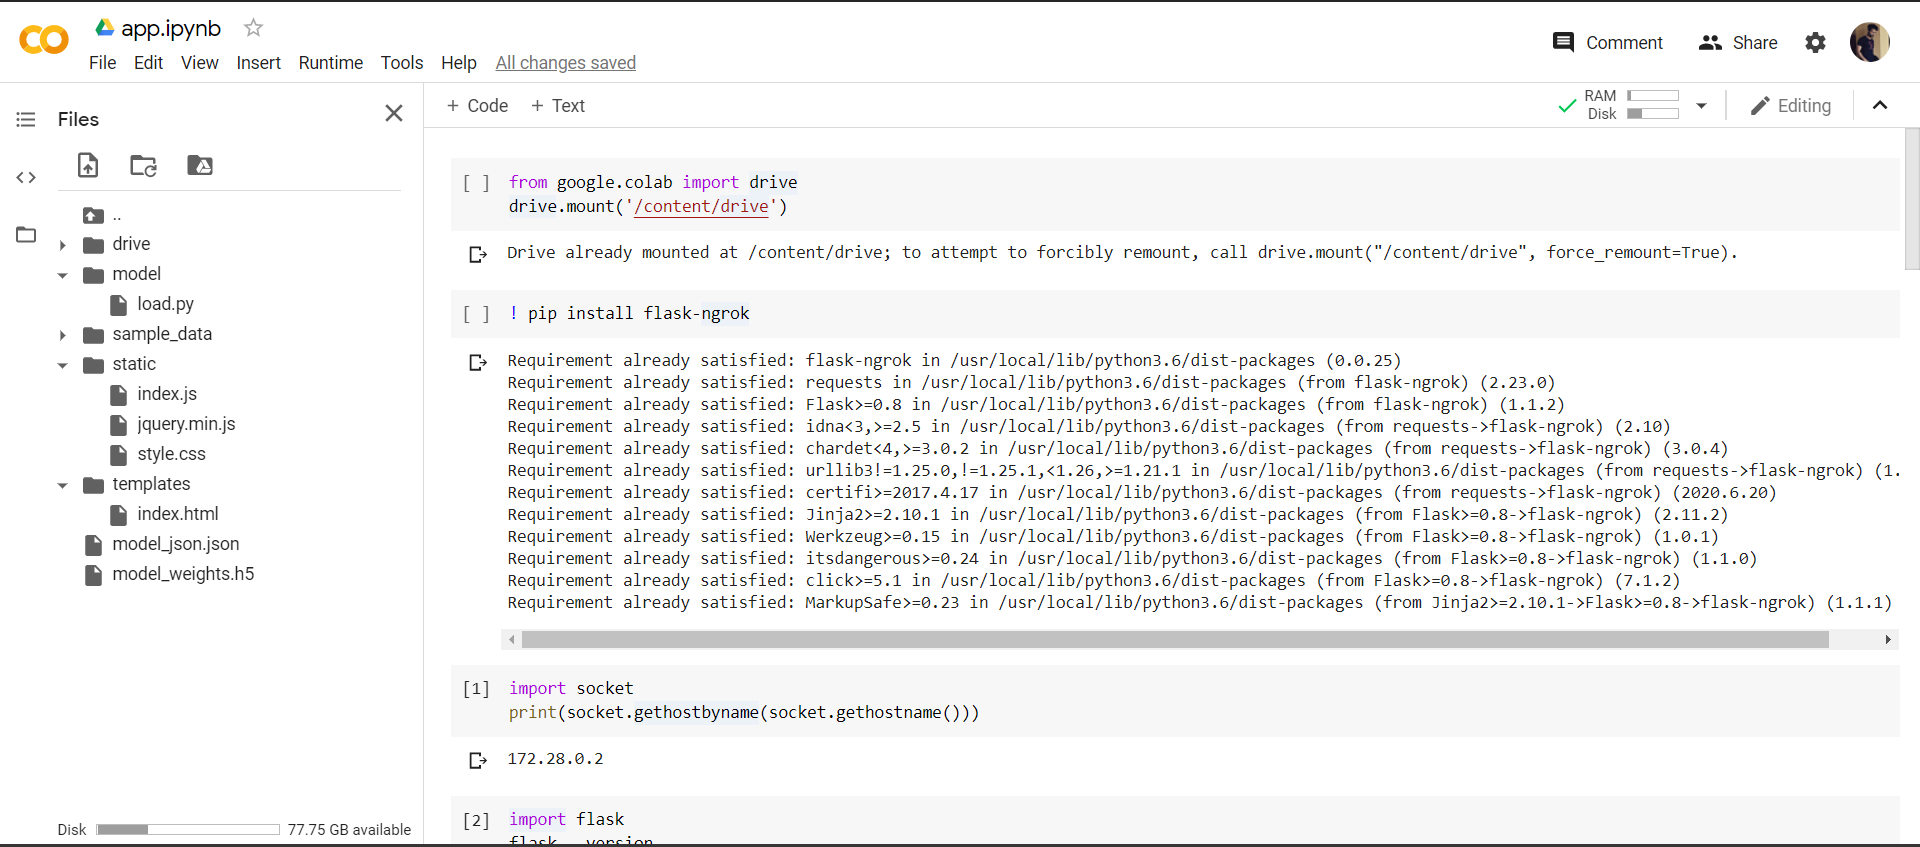 app.ipynb
File Edit View Insert Runtime Tools Help All changes saved
Comment Share
Files
+ Code + Text
RAM
Disk
Editing
..
drive
model
load.py
sample_data
static
index.js
jquery.min.js
style.css
templates
index.html
model_json.json
model_weights.h5
Disk 77.75 GB available
[ ] from google.colab import drive
drive.mount('/content/drive')
Drive already mounted at /content/drive; to attempt to forcibly remount, call drive.mount("/content/drive", force_remount=True).
[ ] ! pip install flask-ngrok
Requirement already satisfied: flask-ngrok in /usr/local/lib/python3.6/dist-packages (0.0.25)
Requirement already satisfied: requests in /usr/local/lib/python3.6/dist-packages (from flask-ngrok) (2.23.0)
Requirement already satisfied: Flask>=0.8 in /usr/local/lib/python3.6/dist-packages (from flask-ngrok) (1.1.2)
Requirement already satisfied: idna<3,>=2.5 in /usr/local/lib/python3.6/dist-packages (from requests->flask-ngrok) (2.10)
Requirement already satisfied: chardet<4,>=3.0.2 in /usr/local/lib/python3.6/dist-packages (from requests->flask-ngrok) (3.0.4)
Requirement already satisfied: urllib3!=1.25.0,!=1.25.1,<1.26,>=1.21.1 in /usr/local/lib/python3.6/dist-packages (from requests->flask-ngrok) (1.
Requirement already satisfied: certifi>=2017.4.17 in /usr/local/lib/python3.6/dist-packages (from requests->flask-ngrok) (2020.6.20)
Requirement already satisfied: Jinja2>=2.10.1 in /usr/local/lib/python3.6/dist-packages (from Flask>=0.8->flask-ngrok) (2.11.2)
Requirement already satisfied: Werkzeug>=0.15 in /usr/local/lib/python3.6/dist-packages (from Flask>=0.8->flask-ngrok) (1.0.1)
Requirement already satisfied: itsdangerous>=0.24 in /usr/local/lib/python3.6/dist-packages (from Flask>=0.8->flask-ngrok) (1.1.0)
Requirement already satisfied: click>=5.1 in /usr/local/lib/python3.6/dist-packages (from Flask>=0.8->flask-ngrok) (7.1.2)
Requirement already satisfied: MarkupSafe>=0.23 in /usr/local/lib/python3.6/dist-packages (from Jinja2>=2.10.1->Flask>=0.8->flask-ngrok) (1.1.1)
[1] import socket
print(socket.gethostbyname(socket.gethostname()))
172.28.0.2
[2] import flask
flask version